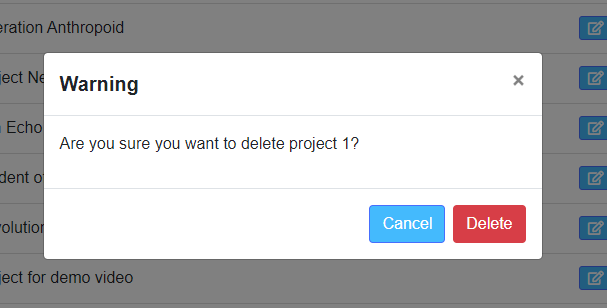 eration Anthropoid
ject Ne
Warning
×
Are you sure you want to delete project 1?
Echo
dent of
volution
Cancel Delete
ject for demo video